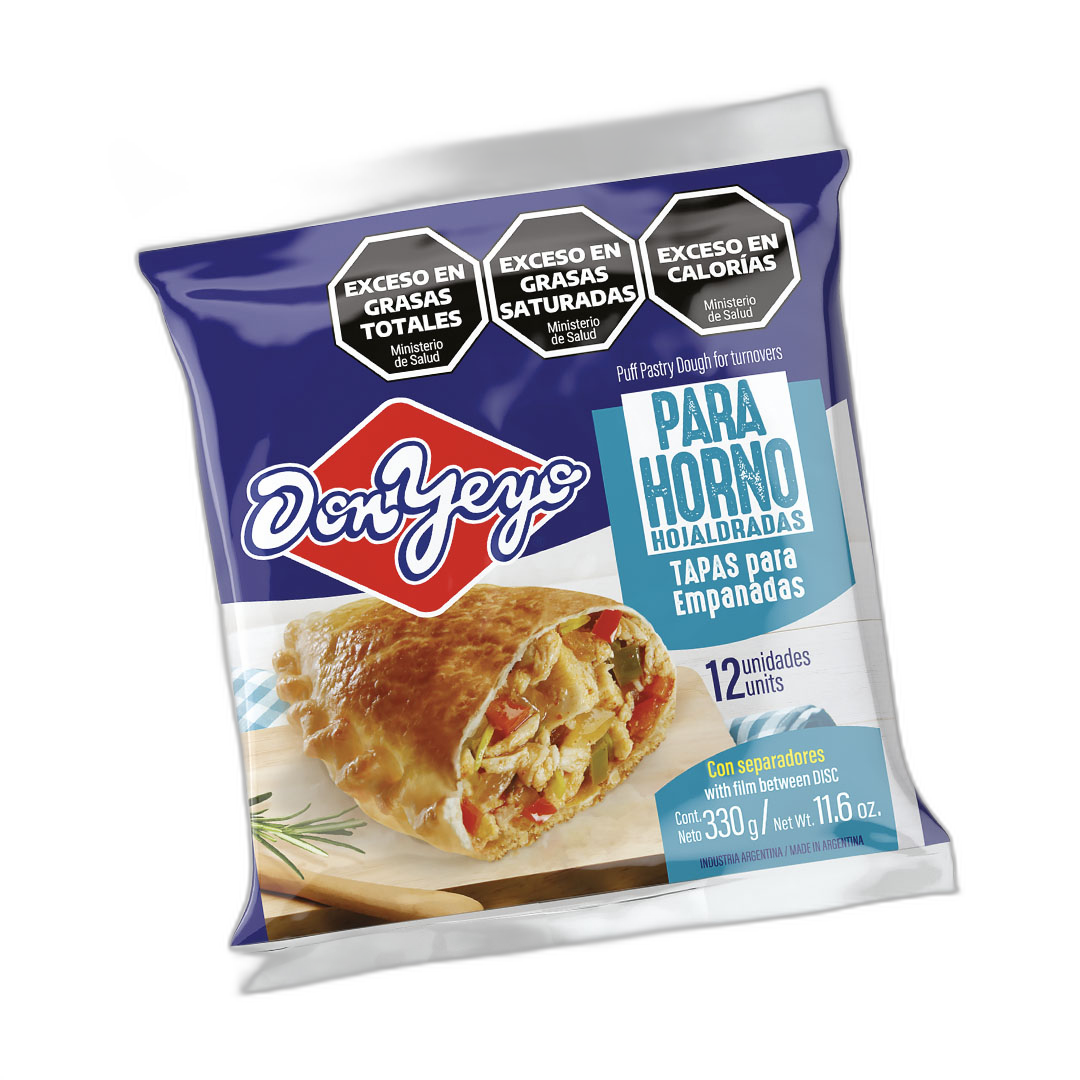 EXCESO EN
GRASAS
TOTALES
Ministerio
de Salud
EXCESO EN
GRASAS
SATURADAS
Ministerio
de Salud
EXCESO EN
CALORÍAS
Ministerio
de Salud
Puff Pastry Dough for turnovers
PARA
HORNO
HOJALDRADAS
TAPAS para
Empanadas
Don Yeyo
12 unidades
units
Con separadores
with film between DISC
Cont.
Neto 330 g / Net Wt. 11.6 oz.
INDUSTRIA ARGENTINA / MADE IN ARGENTINA